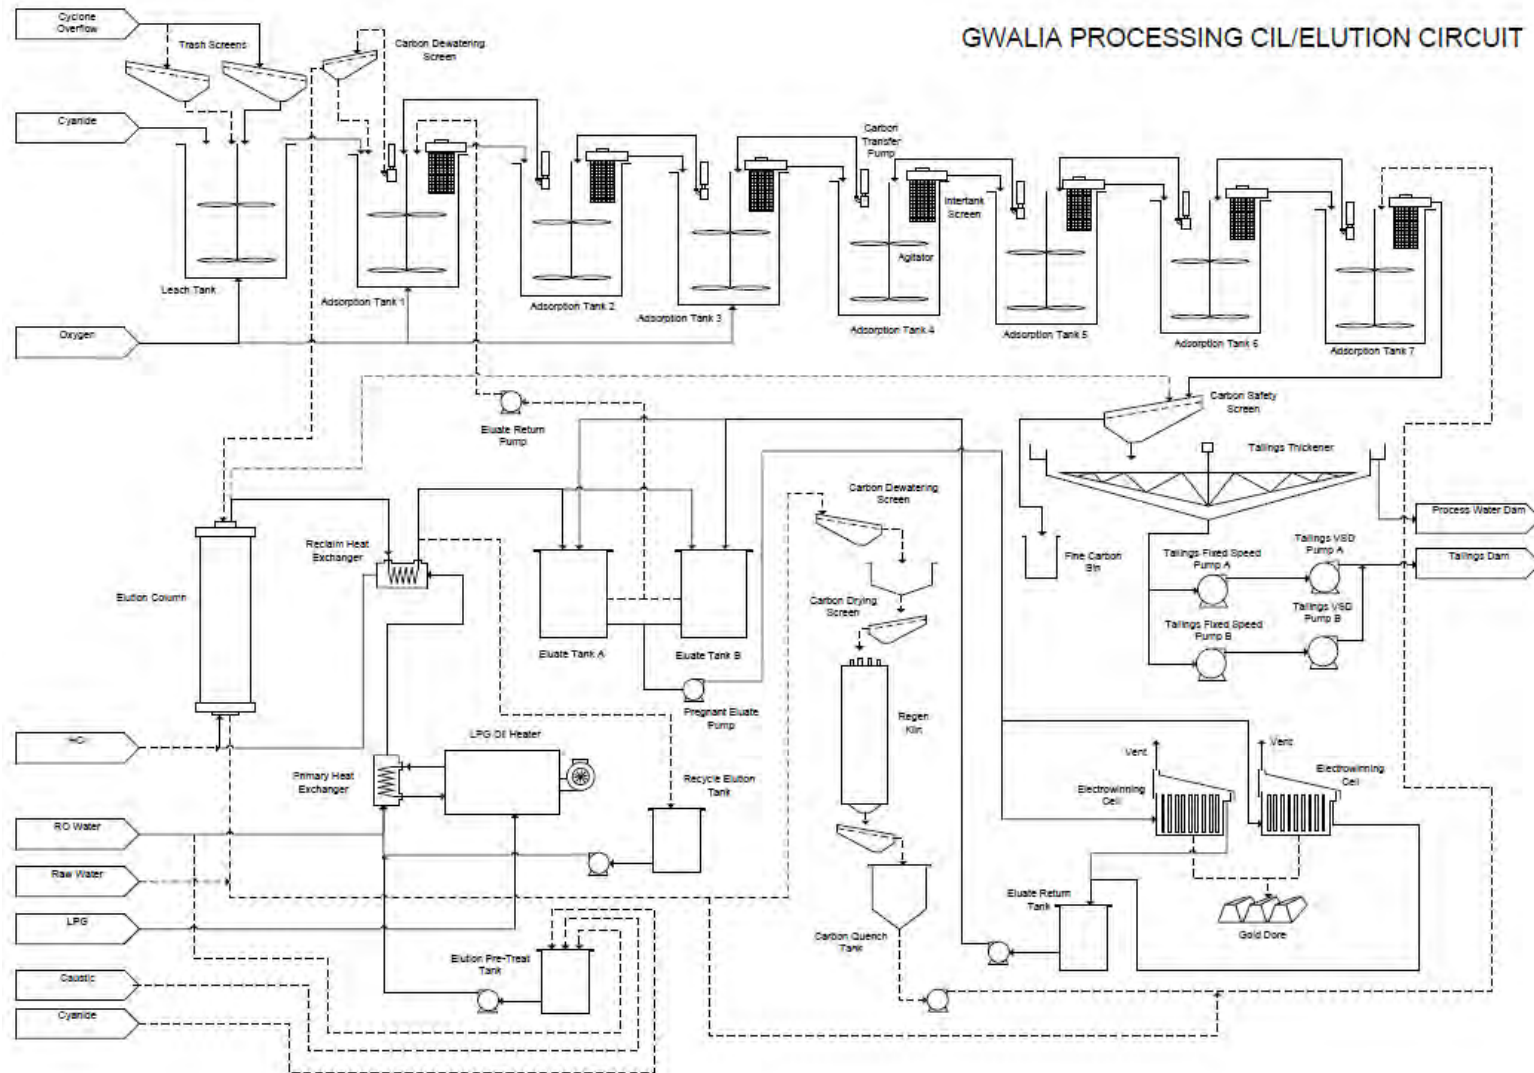 GWALIA PROCESSING CIL/ELUTION CIRCUIT
Cyclone
Overflow
Trash Screens
Carbon Dewatering
Screen
Cyanide
Carbon
Transfer
Pump
Intertank
Screen
Agitator
Leach Tank
Adsorption Tank 1
Adsorption Tank 2
Adsorption Tank 3
Adsorption Tank 4
Adsorption Tank 5
Adsorption Tank 6
Adsorption Tank 7
Oxygen
Eluate Return
Pump
Carbon Safety
Screen
Tailings Thickener
Carbon Dewatering
Screen
Process Water Dam
Reclaim Heat
Exchanger
Fine Carbon
Bin
Tailings Fixed Speed
Pump A
Tailings VSD
Pump A
Tailings Dam
Elution Column
Carbon Drying
Screen
Tailings Fixed Speed
Pump B
Tailings VSD
Pump B
Eluate Tank A
Eluate Tank B
Pregnant Eluate
Pump
Regen
Kiln
LPG Oil Heater
Vent
Vent
Primary Heat
Exchanger
Recycle Elution
Tank
Electrowinning
Cell
Electrowinning
Cell
RO Water
Raw Water
LPG
Eluate Return
Tank
Carbon Quench
Tank
Gold Dore
Elution Pre-Treat
Tank
Caustic
Cyanide